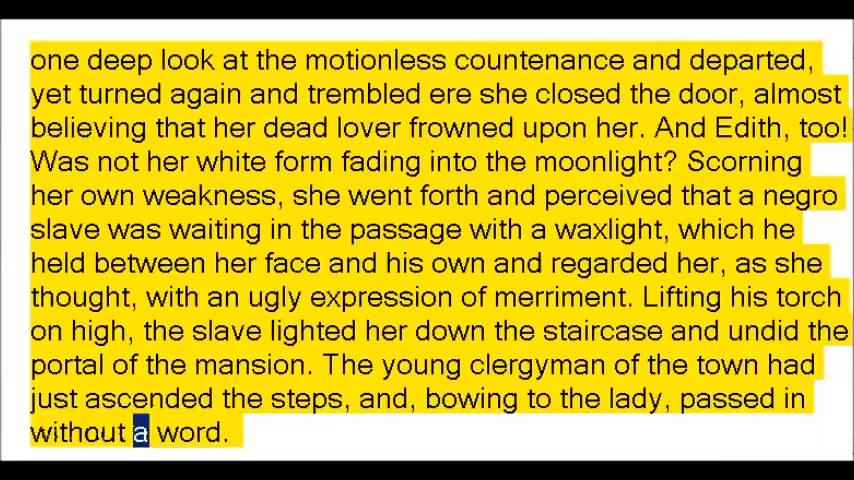 one deep look at the motionless countenance and departed,
yet turned again and trembled ere she closed the door, almost
believing that her dead lover frowned upon her. And Edith, too!
Was not her white form fading into the moonlight? Scorning
her own weakness, she went forth and perceived that a negro
slave was waiting in the passage with a waxlight, which he
held between her face and his own and regarded her, as she
thought, with an ugly expression of merriment. Lifting his torch
on high, the slave lighted her down the staircase and undid the
portal of the mansion. The young clergyman of the town had
just ascended the steps, and, bowing to the lady, passed in
without a word.